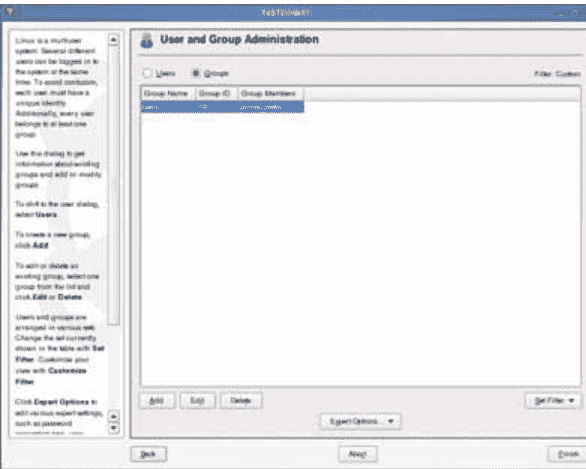 Linux is a multiuser
system. Several different
users can be logged in to
the system at the same
time. To avoid confusion,
each user must have a
unique identity.
Additionally, every user
belongs to at least one
group.
Use this dialog to get
information about existing
groups and add or modify
groups.
To shift to the user dialog,
select Users.
To create a new group,
click Add.
To edit or delete an
existing group, select one
group from the list and
click Edit or Delete.
Users and groups are
arranged in various sets.
Change the set currently
shown in the table with Set
Filter. Customize your
view with Customize
Filter.
Click Expert Options to
edit various expert settings,
such as password
User and Group Administration
Users Groups Filter: Custom
Group Name Group ID Group Members
Add Edit Delete Set Filter
Expert Options...
Back Abort Finish